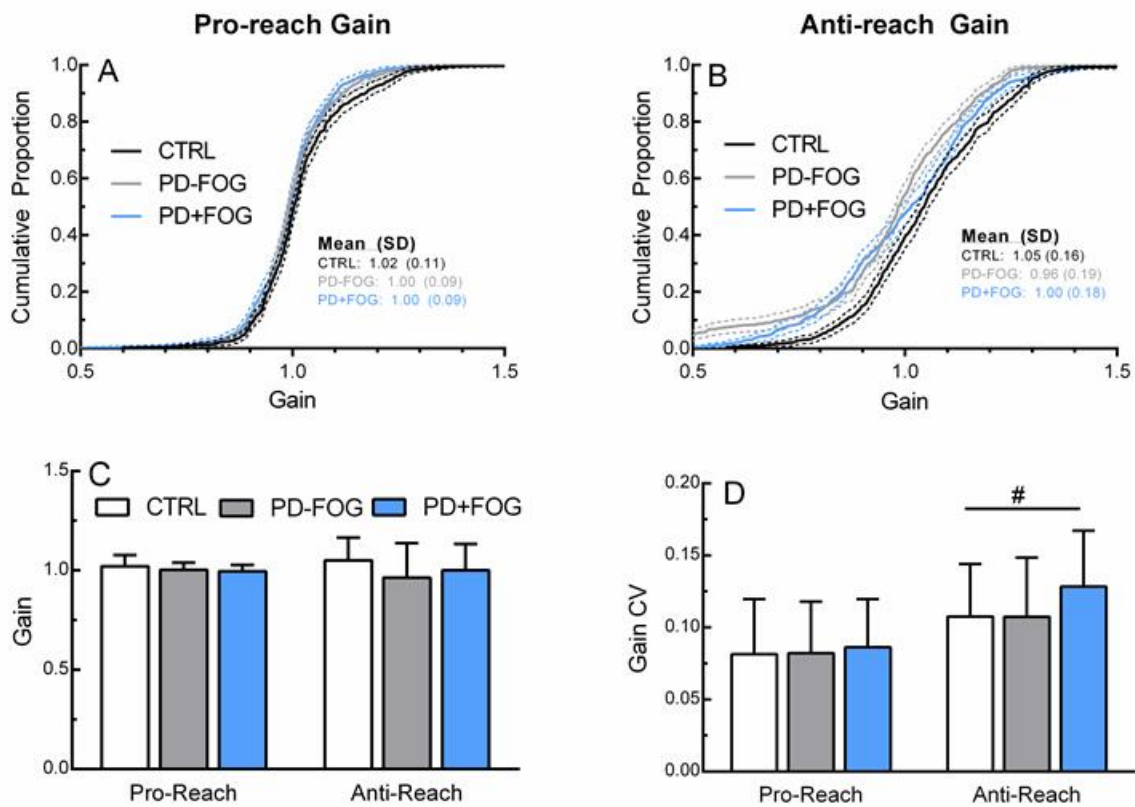 Pro-reach Gain
Anti-reach Gain
A
1.0
0.8
0.6
0.4
0.2
0.0
Cumulative Proportion
CTRL
PD-FOG
PD+FOG
Mean (SD)
CTRL: 1.02 (0.11)
PD-FOG: 1.00 (0.09)
PD+FOG: 1.00 (0.09)
0.5
1.0
1.5
Gain
B
1.0
0.8
0.6
0.4
0.2
0.0
Cumulative Proportion
CTRL
PD-FOG
PD+FOG
Mean (SD)
CTRL: 1.05 (0.16)
PD-FOG: 0.96 (0.19)
PD+FOG: 1.00 (0.18)
0.5
1.0
1.5
Gain
C
1.5
1.0
0.5
0.0
Gain
CTRL PD-FOG PD+FOG
Pro-Reach
Anti-Reach
D
0.20
0.15
0.10
0.05
0.00
Gain CV
#
Pro-Reach
Anti-Reach